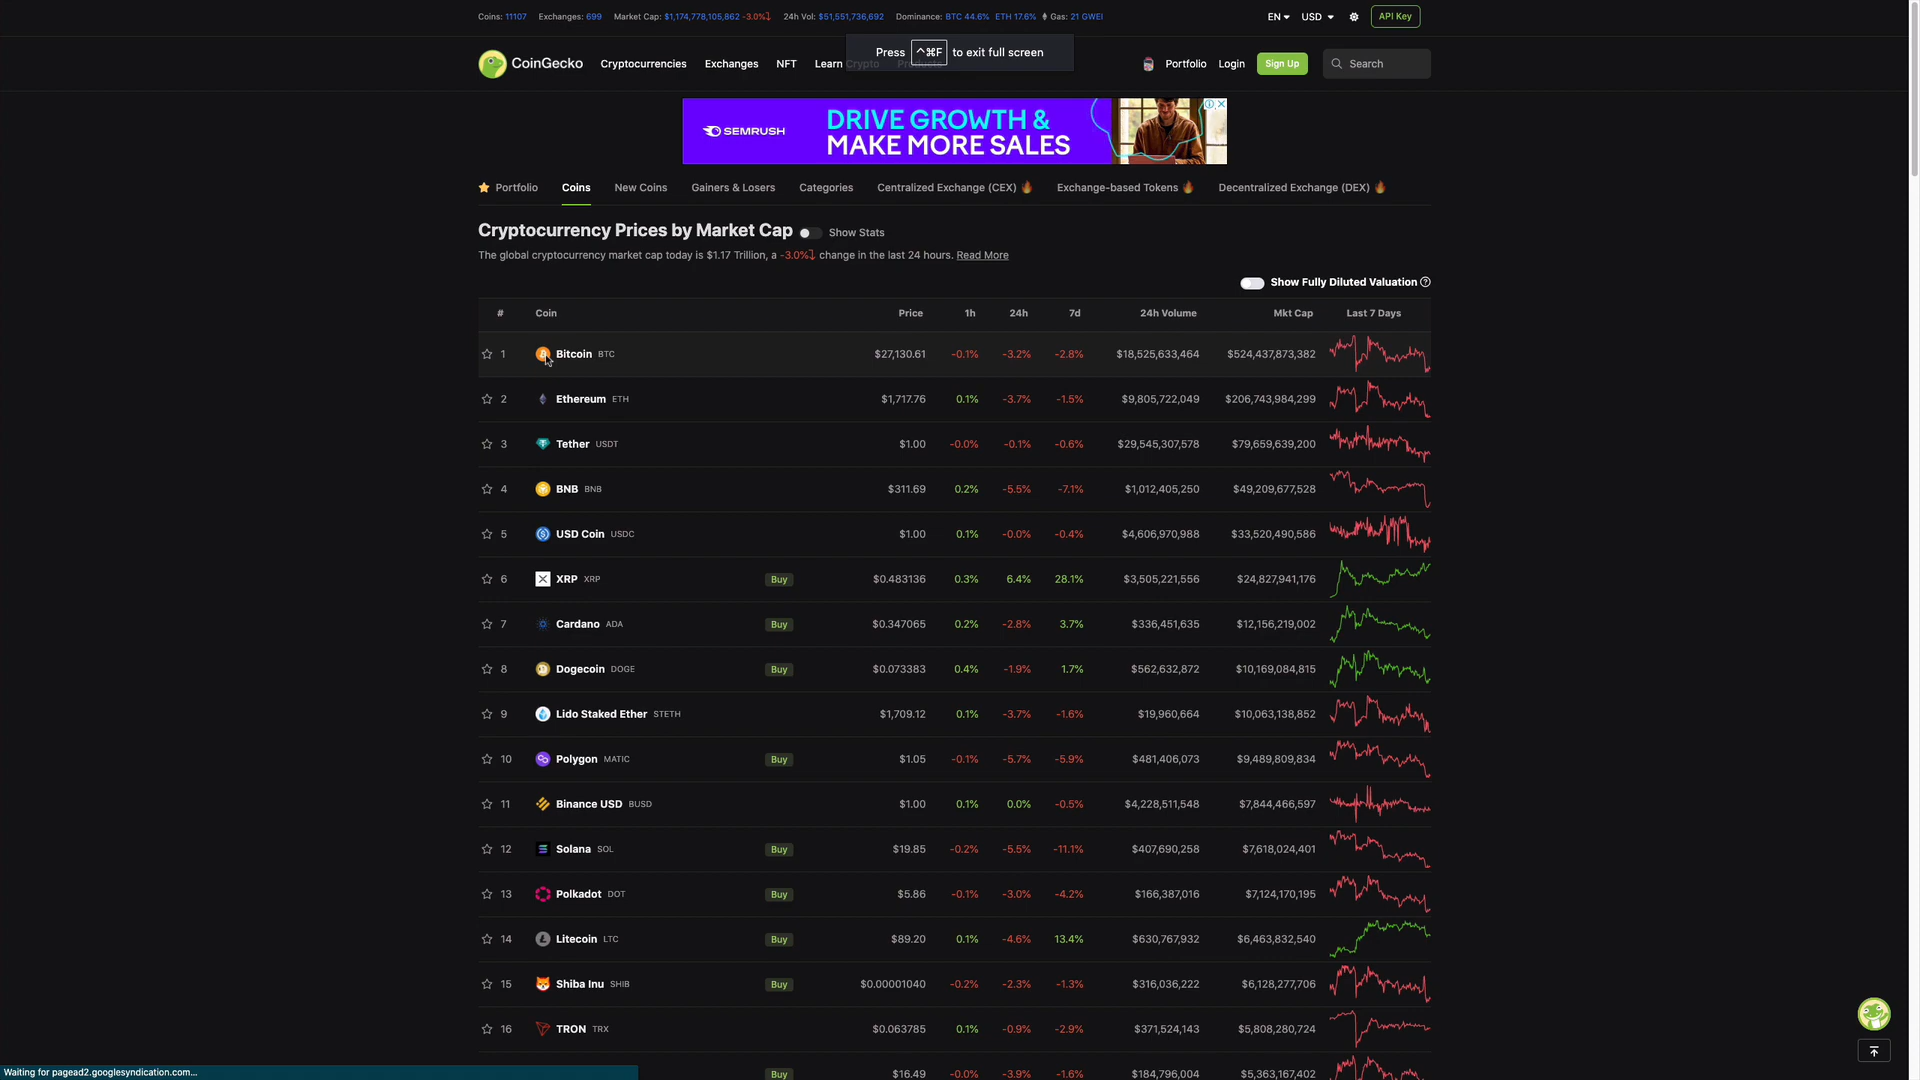 Coins: 11107 Exchanges: 699 Market Cap: $1,174,778,105,862 -3.0% 24h Vol: $51,551,736,692 Dominance: BTC 44.6% ETH 17.6% Gas: 21 GWEI EN USD API Key
Press ^⌘F to exit full screen
CoinGecko Cryptocurrencies Exchanges NFT Learn Crypto Products Portfolio Login Sign Up Search
SEMRUSH DRIVE GROWTH &
MAKE MORE SALES
Portfolio Coins New Coins Gainers & Losers Categories Centralized Exchange (CEX) Exchange-based Tokens Decentralized Exchange (DEX)
Cryptocurrency Prices by Market Cap Show Stats
The global cryptocurrency market cap today is $1.17 Trillion, a -3.0% change in the last 24 hours. Read More
Show Fully Diluted Valuation
# Coin Price 1h 24h 7d 24h Volume Mkt Cap Last 7 Days
1 Bitcoin BTC $27,130.61 -0.1% -3.2% -2.8% $18,525,633,464 $524,437,873,382
2 Ethereum ETH $1,717.76 0.1% -3.7% -1.5% $9,805,722,049 $206,743,984,299
3 Tether USDT $1.00 -0.0% -0.1% -0.6% $29,545,307,578 $79,659,639,200
4 BNB BNB $311.69 0.2% -5.5% -7.1% $1,012,405,250 $49,209,677,528
5 USD Coin USDC $1.00 0.1% -0.0% -0.4% $4,606,970,988 $33,520,490,586
6 XRP XRP Buy $0.483136 0.3% 6.4% 28.1% $3,505,221,556 $24,827,941,176
7 Cardano ADA Buy $0.347065 0.2% -2.8% 3.7% $336,451,635 $12,156,219,002
8 Dogecoin DOGE Buy $0.073383 0.4% -1.9% 1.7% $562,632,872 $10,169,084,815
9 Lido Staked Ether STETH $1,709.12 0.1% -3.7% -1.6% $19,960,664 $10,063,138,852
10 Polygon MATIC Buy $1.05 -0.1% -5.7% -5.9% $481,406,073 $9,489,809,834
11 Binance USD BUSD $1.00 0.1% 0.0% -0.5% $4,228,511,548 $7,844,466,597
12 Solana SOL Buy $19.85 -0.2% -5.5% -11.1% $407,690,258 $7,618,024,401
13 Polkadot DOT Buy $5.86 -0.1% -3.0% -4.2% $166,387,016 $7,124,170,195
14 Litecoin LTC Buy $89.20 0.1% -4.6% 13.4% $630,767,932 $6,463,832,540
15 Shiba Inu SHIB Buy $0.00001040 -0.2% -2.3% -1.3% $316,036,222 $6,128,277,706
16 TRON TRX $0.063785 0.1% -0.9% -2.9% $371,524,143 $5,808,280,724
Buy $16.49 -0.0% -3.9% -1.6% $184,796,004 $5,363,167,402
Waiting for pagead2.googlesyndication.com...